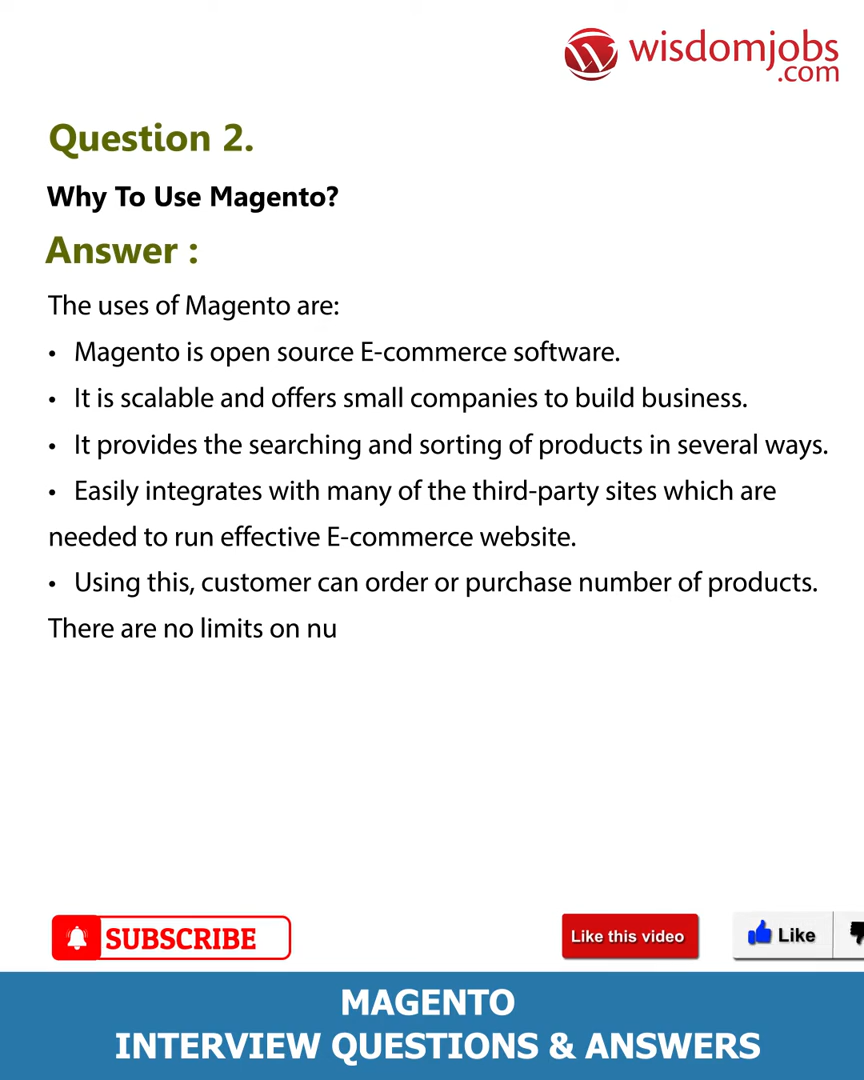 wisdomjobs
.com
Question 2.
Why To Use Magento?
Answer :
The uses of Magento are:
• Magento is open source E-commerce software.
• It is scalable and offers small companies to build business.
• It provides the searching and sorting of products in several ways.
• Easily integrates with many of the third-party sites which are
needed to run effective E-commerce website.
• Using this, customer can order or purchase number of products.
There are no limits on nu
SUBSCRIBE
Like this video
Like
MAGENTO
INTERVIEW QUESTIONS & ANSWERS